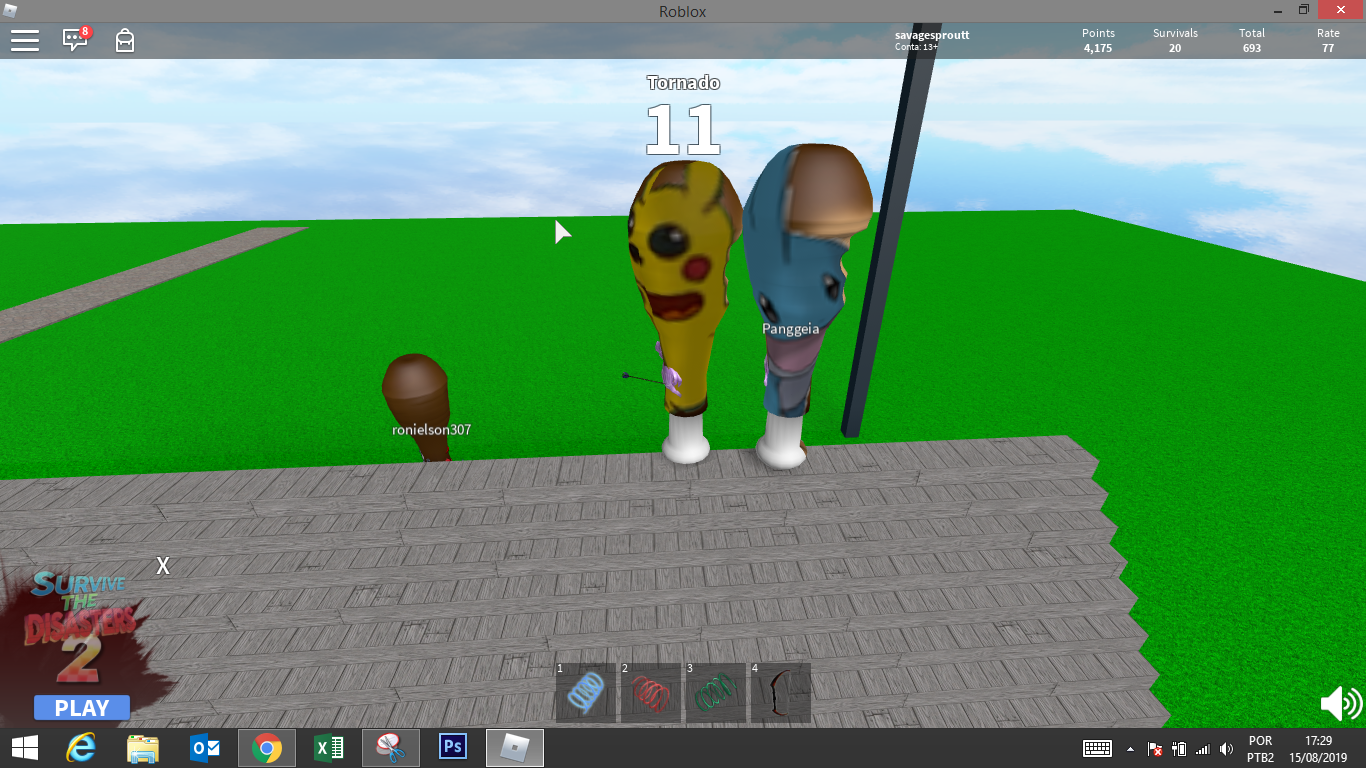 Roblox
8
savagesproutt
Conta: 13+
Points
4,175
Survivals
20
Total
693
Rate
77
Tornado
11
Panggeia
ronielson307
X
SURVIVE
THE
DISASTERS
2
PLAY
1
2
3
4
Ps
POR
PTB2
17:29
15/08/2019